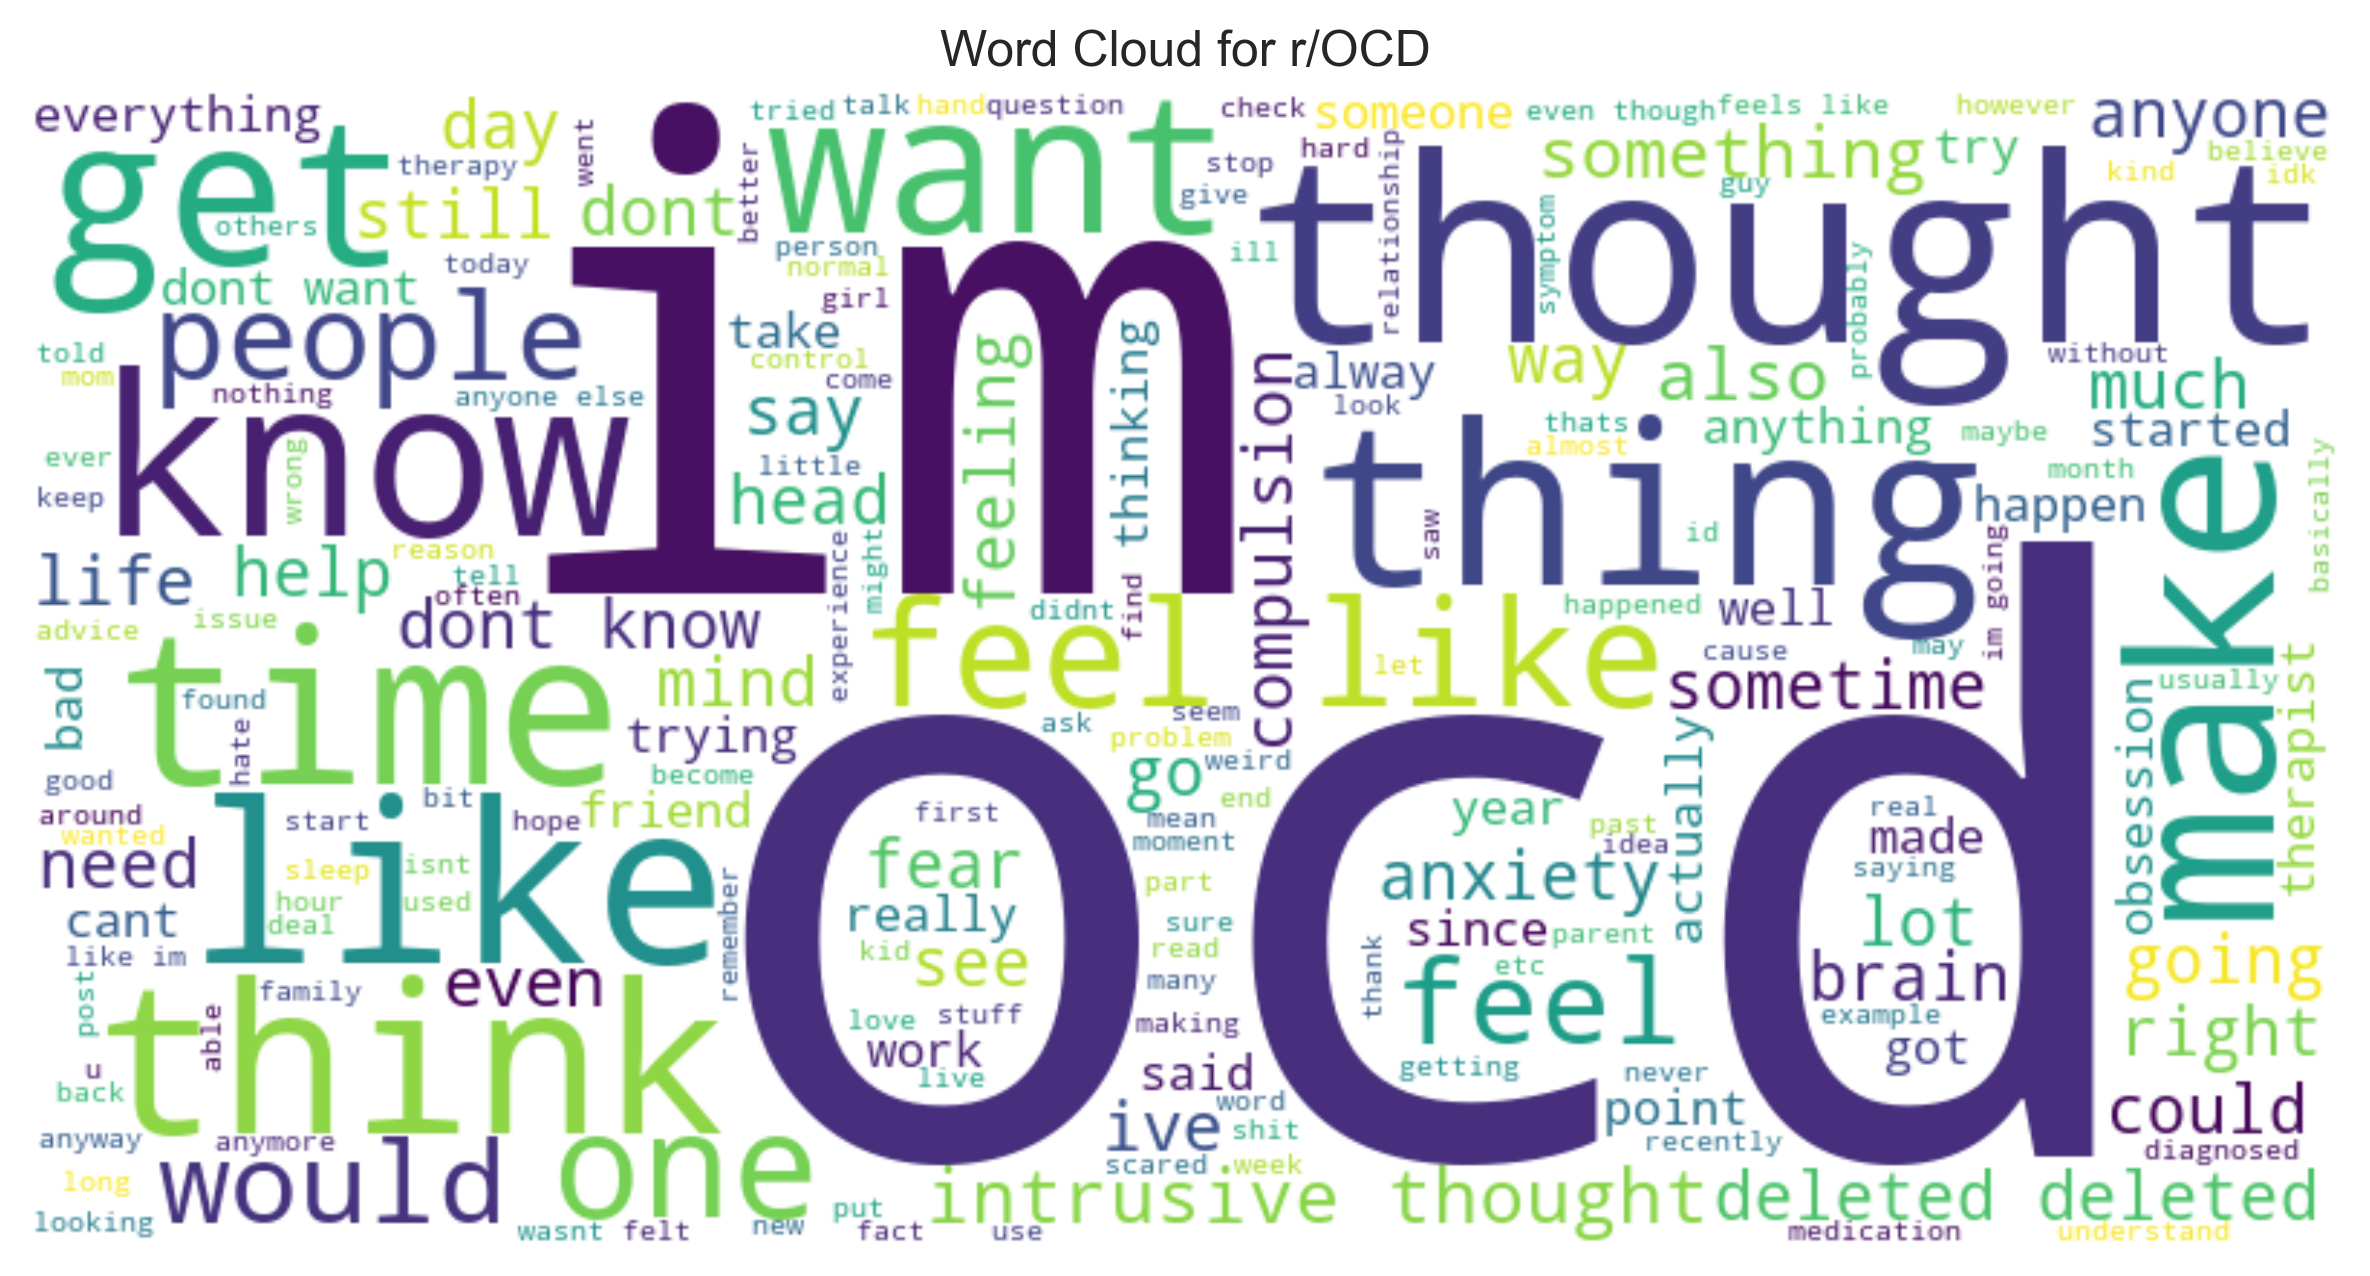 Word Cloud for r/OCD
everything
day
tried
talk
hand
question
check
someone
even though
feels like
however
anyone
get
therapy
went
im
want
stop
hard
something
try
believe
others
still
dont
better
give
relationship
thought
guy
kind
idk
dont want
today
person
normal
girl
ill
symptom
probably
told
mom
people
take
control
come
feeling
thinking
compulsion
alway
look
way
also
without
much
nothing
anyone else
say
thats
almost
anything
maybe
started
ever
keep
know
wrong
little
head
thing
month
happen
make
basically
life
help
reason
tell
often
experience
might
find
saw
id
im going
advice
issue
dont know
didnt
feel like
let
happened
well
cause
may
bad
time
found
hate
mind
trying
ask
seem
problem
go
weird
sometime
actually
obsession
usually
therapist
good
around
wanted
start
bit
become
hope
friend
ocd
first
end
mean
moment
year
past
idea
real
made
saying
need
like
sleep
isnt
hour
used
deal
remember
fear
really
kid
see
part
sure
read
many
anxiety
since
parent
lot
brain
going
cant
like im
post
family
even
love
stuff
work
live
making
thank
etc
feel
getting
example
got
right
think
able
u
back
said
never
word
ive
shit
point
recently
could
diagnosed
anyway
anymore
long
would
one
scared
week
looking
wasnt
felt
new
put
fact
intrusive thought
use
deleted deleted
medication
understand